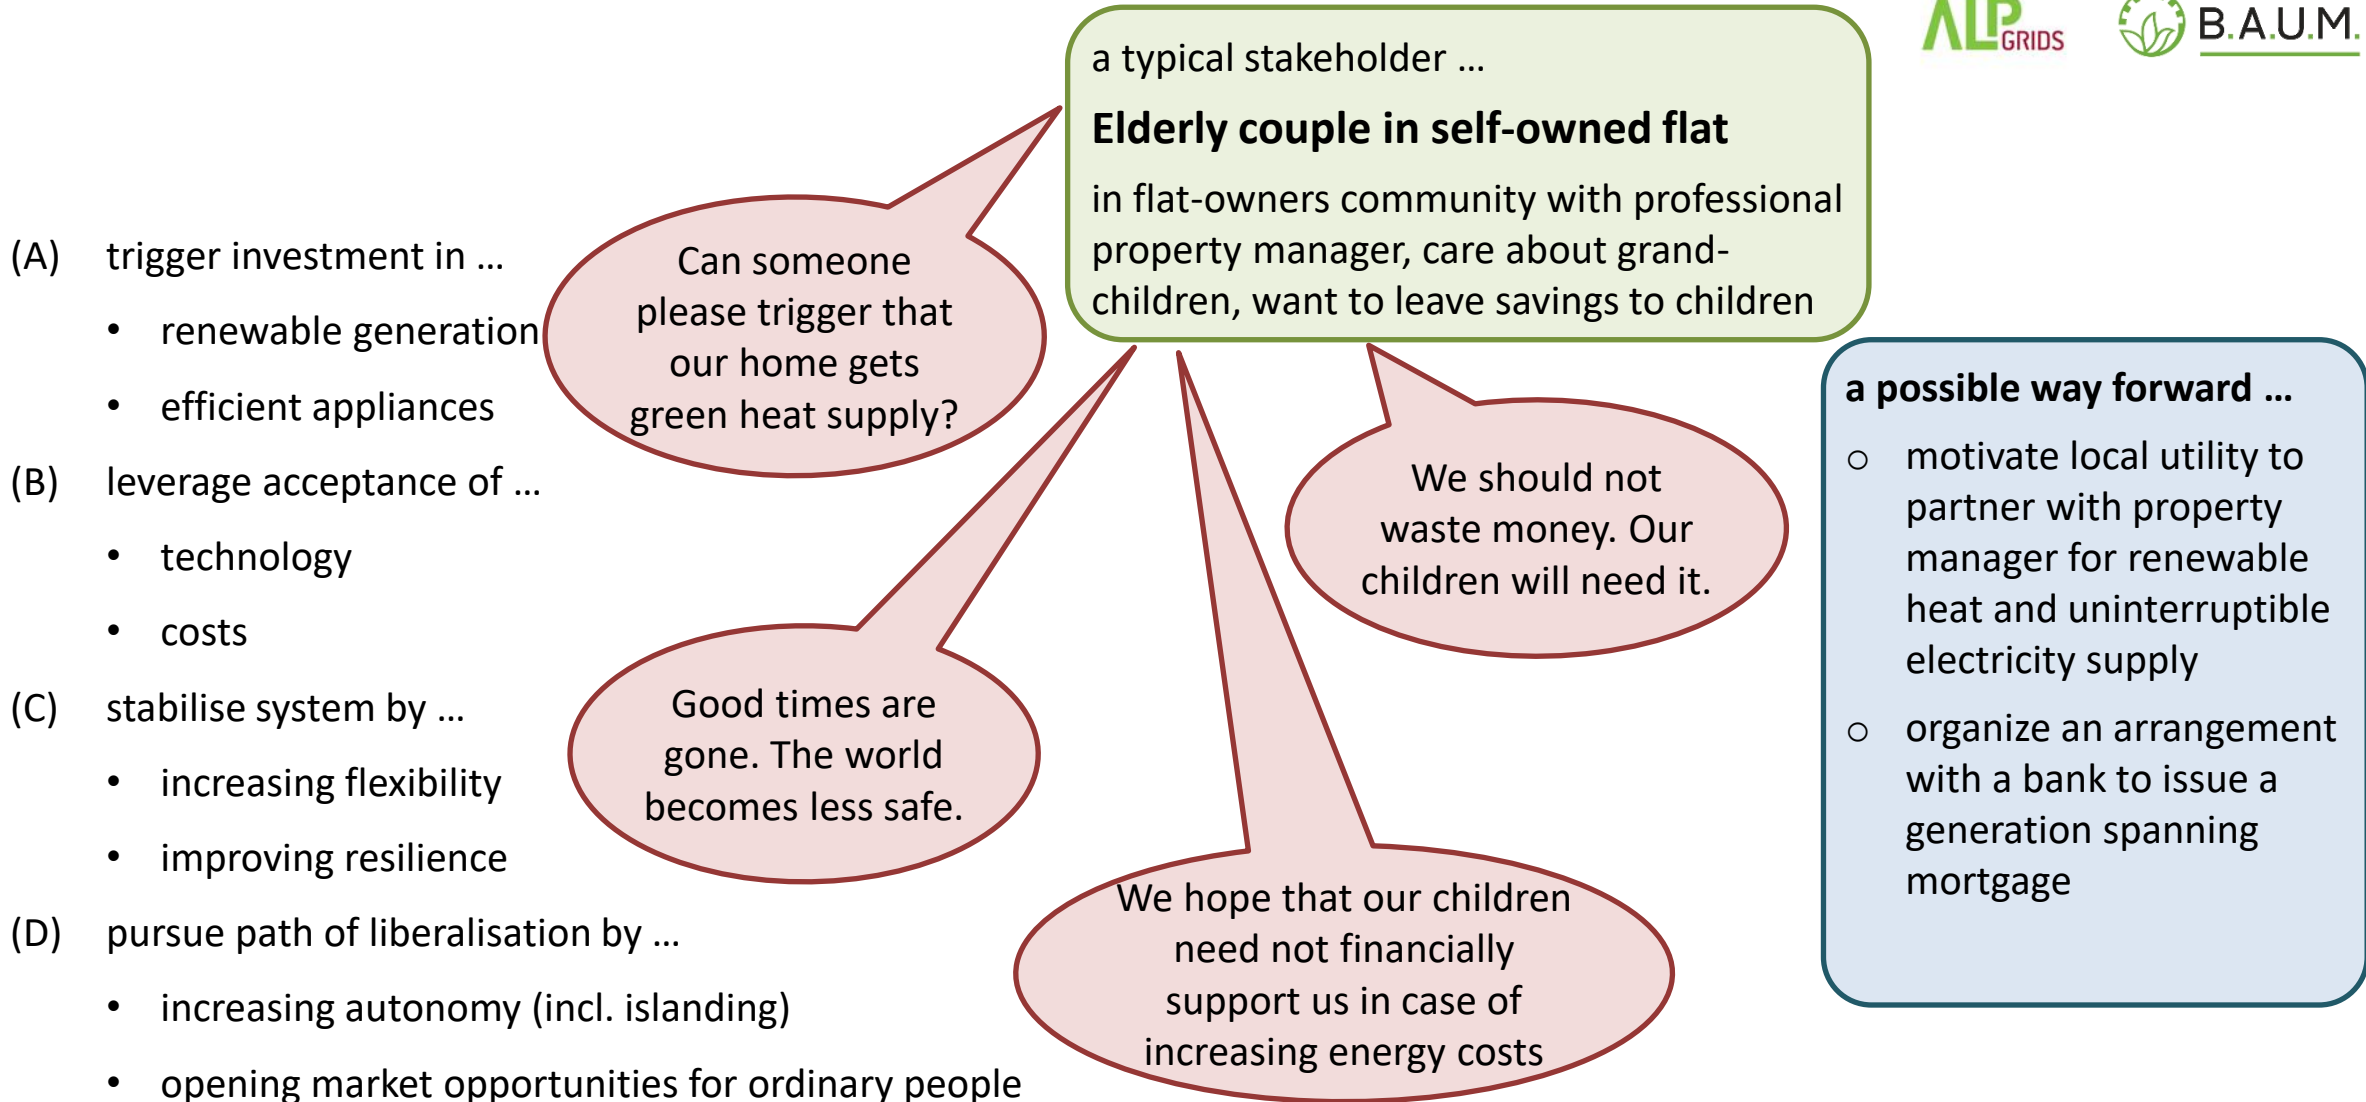 ALP
GRIDS
B.A.U.M.
a typical stakeholder …
Elderly couple in self-owned flat
in flat-owners community with professional
property manager, care about grand-
children, want to leave savings to children
(A) trigger investment in …
• renewable generation
• efficient appliances
(B) leverage acceptance of …
• technology
• costs
(C) stabilise system by …
• increasing flexibility
• improving resilience
(D) pursue path of liberalisation by …
• increasing autonomy (incl. islanding)
• opening market opportunities for ordinary people
Can someone
please trigger that
our home gets
green heat supply?
We should not
waste money. Our
children will need it.
Good times are
gone. The world
becomes less safe.
We hope that our children
need not financially
support us in case of
increasing energy costs
a possible way forward …
o motivate local utility to
partner with property
manager for renewable
heat and uninterruptible
electricity supply
o organize an arrangement
with a bank to issue a
generation spanning
mortgage